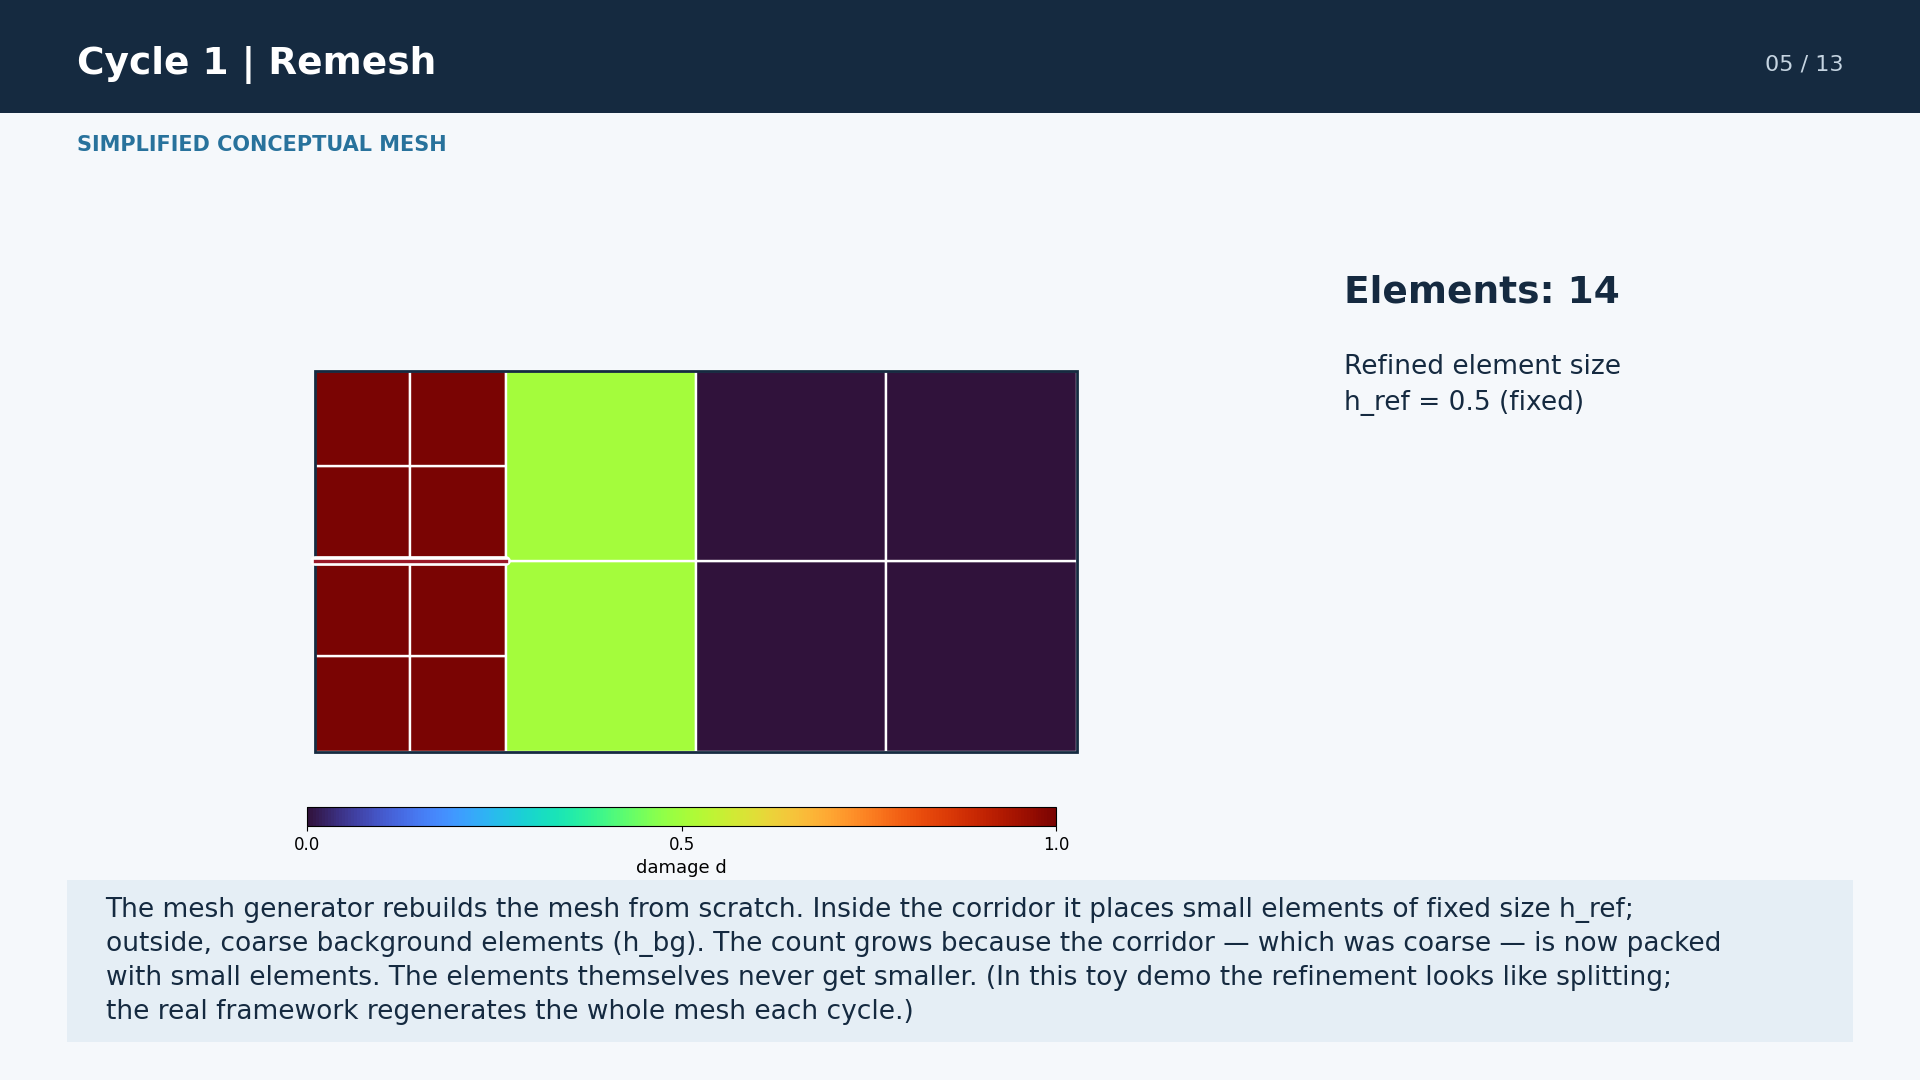 Cycle 1 | Remesh
05 / 13
SIMPLIFIED CONCEPTUAL MESH
Elements: 14
Refined element size
h_ref = 0.5 (fixed)
0.0
0.5
1.0
damage d
The mesh generator rebuilds the mesh from scratch. Inside the corridor it places small elements of fixed size h_ref;
outside, coarse background elements (h_bg). The count grows because the corridor — which was coarse — is now packed
with small elements. The elements themselves never get smaller. (In this toy demo the refinement looks like splitting;
the real framework regenerates the whole mesh each cycle.)